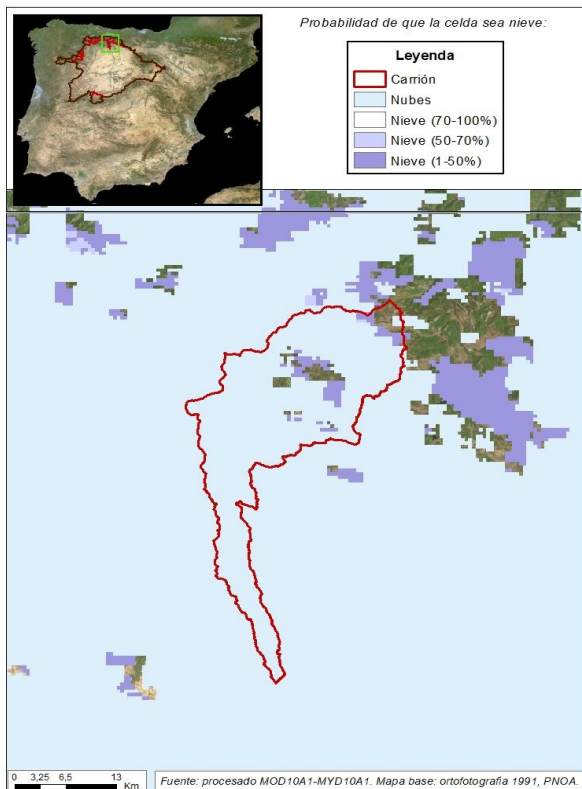 Probabilidad de que la celda sea nieve:
Leyenda
Carrión
Nubes
Nieve (70-100%)
Nieve (50-70%)
Nieve (1-50%)
0 3,25 6,5 13
Km
Fuente: procesado MOD10A1-MYD10A1. Mapa base: ortofotografia 1991, PNOA.